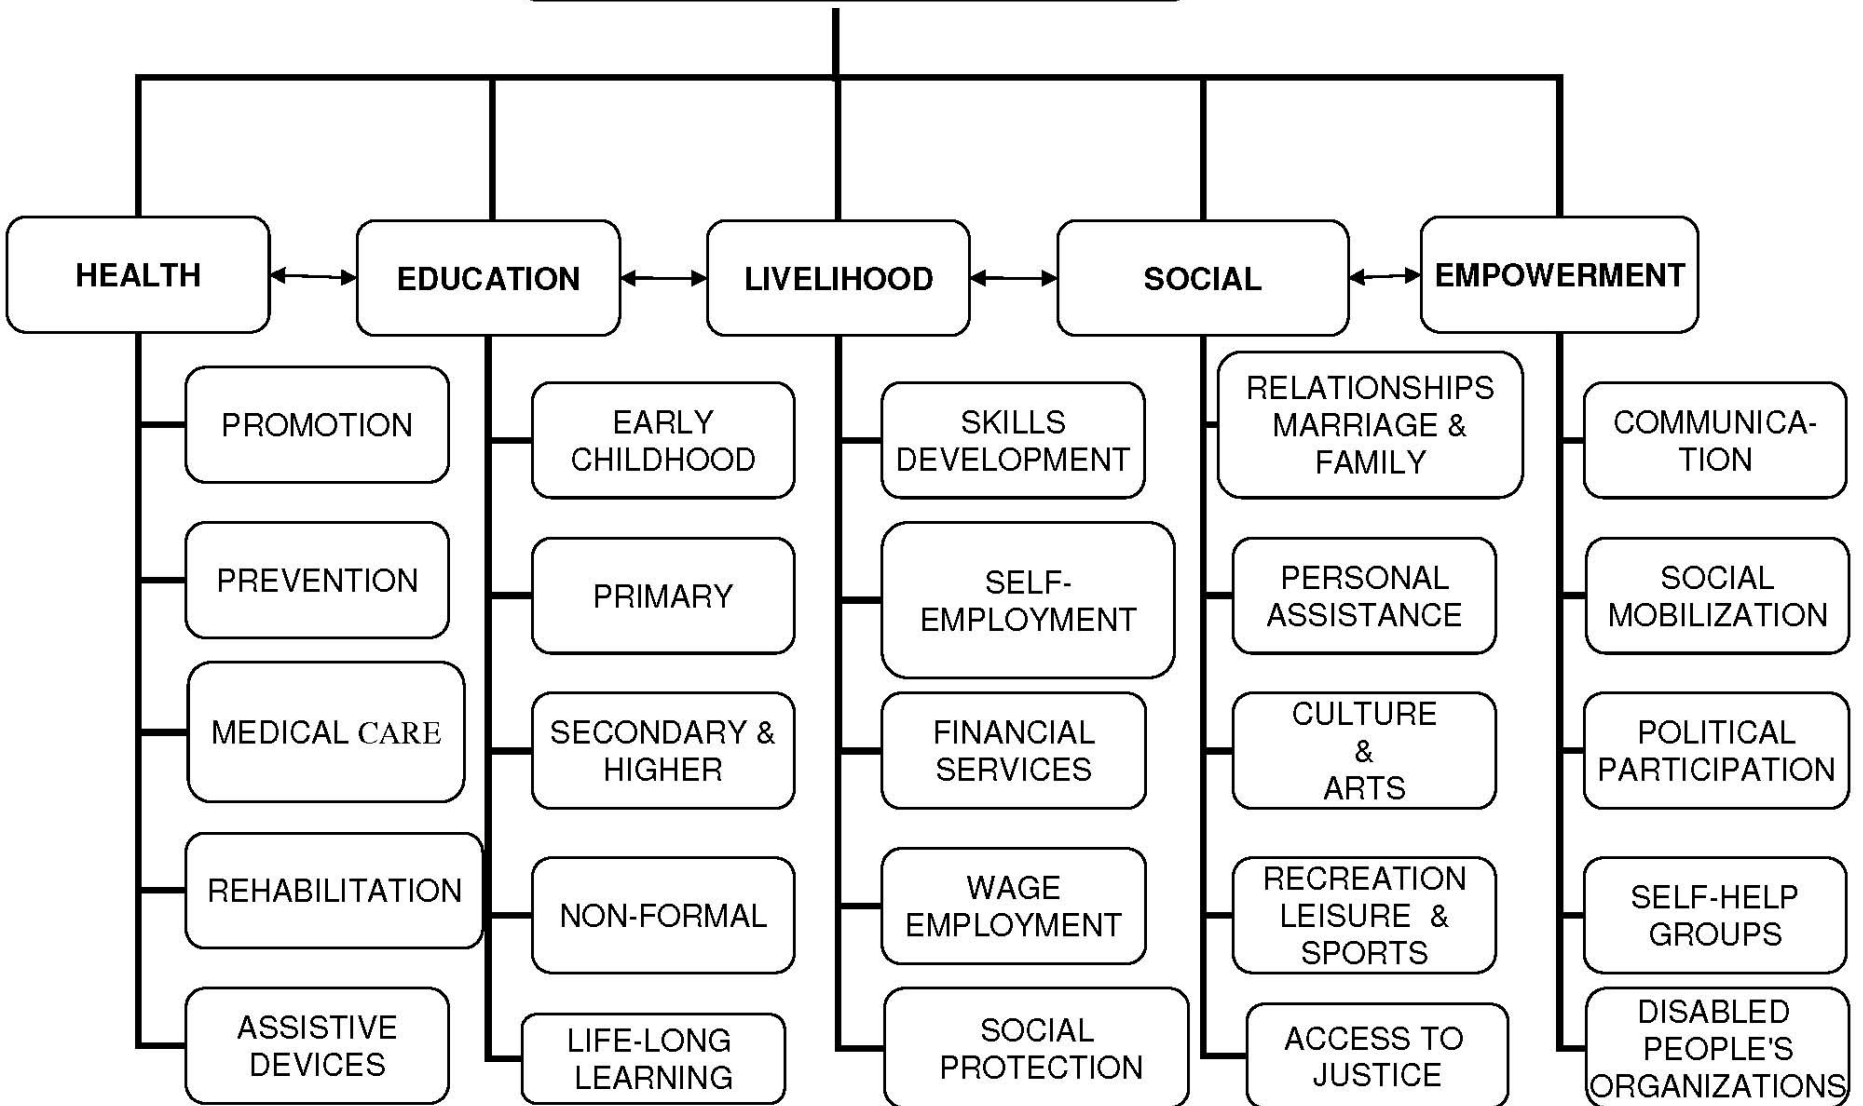 HEALTH
EDUCATION
LIVELIHOOD
SOCIAL
EMPOWERMENT
PROMOTION
PREVENTION
MEDICAL CARE
REHABILITATION
ASSISTIVE
DEVICES
EARLY
CHILDHOOD
PRIMARY
SECONDARY &
HIGHER
NON-FORMAL
LIFE-LONG
LEARNING
SKILLS
DEVELOPMENT
SELF-
EMPLOYMENT
FINANCIAL
SERVICES
WAGE
EMPLOYMENT
SOCIAL
PROTECTION
RELATIONSHIPS
MARRIAGE &
FAMILY
PERSONAL
ASSISTANCE
CULTURE
&
ARTS
RECREATION
LEISURE &
SPORTS
ACCESS TO
JUSTICE
COMMUNICA-
TION
SOCIAL
MOBILIZATION
POLITICAL
PARTICIPATION
SELF-HELP
GROUPS
DISABLED
PEOPLE'S
ORGANIZATIONS